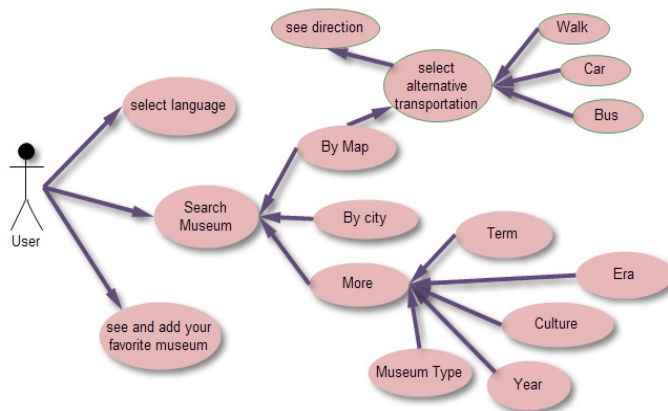 see direction
select
alternative
transportation
Walk
Car
Bus
select language
By Map
Search
Museum
By city
More
Term
Era
Culture
Year
Museum Type
see and add your
favorite museum
User